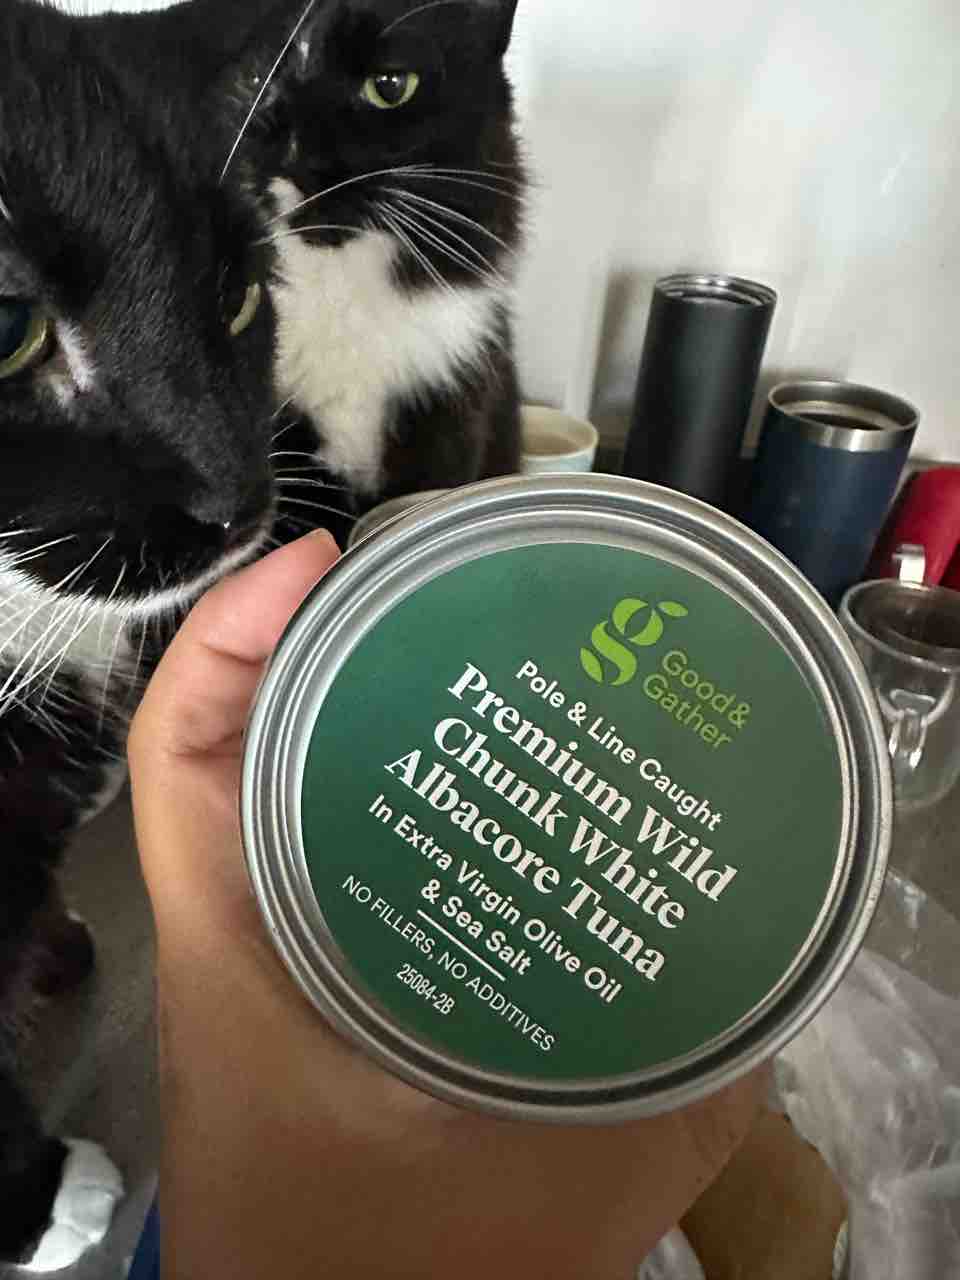 g
Good&
Gather
Pole & Line Caught
Premium Wild
Chunk White
Albacore Tuna
In Extra Virgin Olive Oil
& Sea Salt
NO FILLERS, NO ADDITIVES
25084-2B